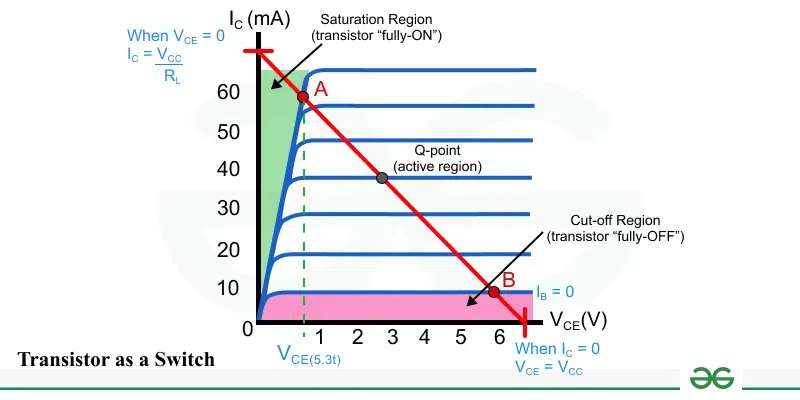 I_C (mA)
When V_CE = 0
I_C = V_CC
R_L
Saturation Region
(transistor “fully-ON”)
A
60
50
40
30
20
10
0
Q-point
(active region)
Cut-off Region
(transistor “fully-OFF”)
B
I_B = 0
V_CE(V)
1 2 3 4 5 6
V_CE(5.3t)
When I_C = 0
V_CE = V_CC
Transistor as a Switch